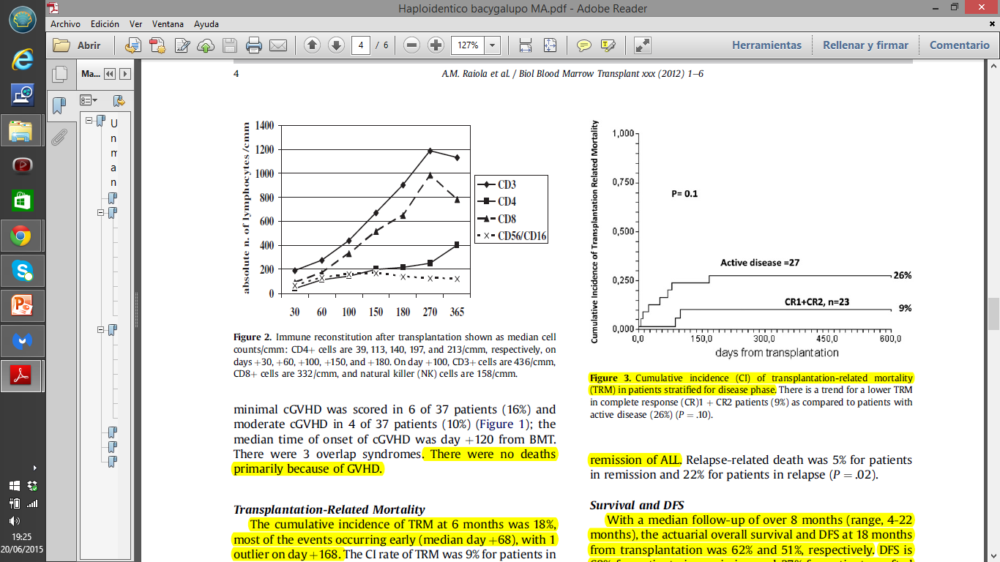 Haploidentico bacygalupo MA.pdf - Adobe Reader
Archivo Edición Ver Ventana Ayuda
Abrir
4 / 6
127%
Herramientas
Rellenar y firmar
Comentario
Ma...
U
n
m
a
n
4
A.M. Raiola et al. / Biol Blood Marrow Transplant xxx (2012) 1–6
absolute n. of lymphocytes /cmm
1400
1200
1000
800
600
400
200
0
30 60 100 150 180 270 365
CD3
CD4
CD8
CD56/CD16
Figure 2. Immune reconstitution after transplantation shown as median cell
counts/cmm: CD4+ cells are 39, 113, 140, 197, and 213/cmm, respectively, on
days +30, +60, +100, +150, and +180. On day +100, CD3+ cells are 436/cmm,
CD8+ cells are 332/cmm, and natural killer (NK) cells are 158/cmm.
minimal cGVHD was scored in 6 of 37 patients (16%) and
moderate cGVHD in 4 of 37 patients (10%) (Figure 1); the
median time of onset of cGVHD was day +120 from BMT.
There were 3 overlap syndromes. There were no deaths
primarily because of GVHD.
Transplantation-Related Mortality
The cumulative incidence of TRM at 6 months was 18%,
most of the events occurring early (median day +68), with 1
outlier on day +168. The CI rate of TRM was 9% for patients in
Cumulative Incidence of Transplantation Related Mortality
1,000
0,750
0,500
0,250
0,000
P= 0.1
Active disease =27
26%
CR1+CR2, n=23
9%
0,0 150,0 300,0 450,0 600,0
days from transplantation
Figure 3. Cumulative incidence (CI) of transplantation-related mortality
(TRM) in patients stratified for disease phase. There is a trend for a lower TRM
in complete response (CR)1 + CR2 patients (9%) as compared to patients with
active disease (26%) (P = .10).
remission of ALL. Relapse-related death was 5% for patients
in remission and 22% for patients in relapse (P = .02).
Survival and DFS
With a median follow-up of over 8 months (range, 4-22
months), the actuarial overall survival and DFS at 18 months
from transplantation was 62% and 51%, respectively. DFS is
19:25
20/06/2015